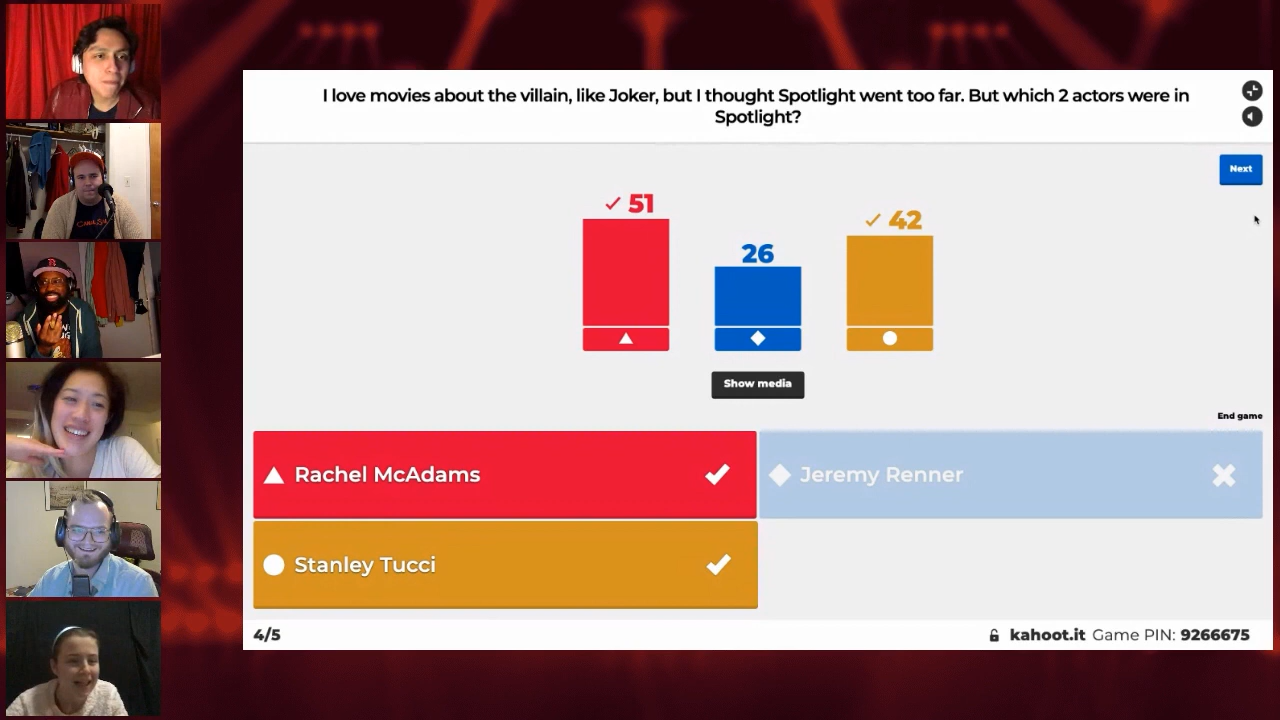 I love movies about the villain, like Joker, but I thought Spotlight went too far. But which 2 actors were in
Spotlight?
Next
51
26
42
Show media
End game
Rachel McAdams
Jeremy Renner
Stanley Tucci
4/5
kahoot.it Game PIN: 9266675